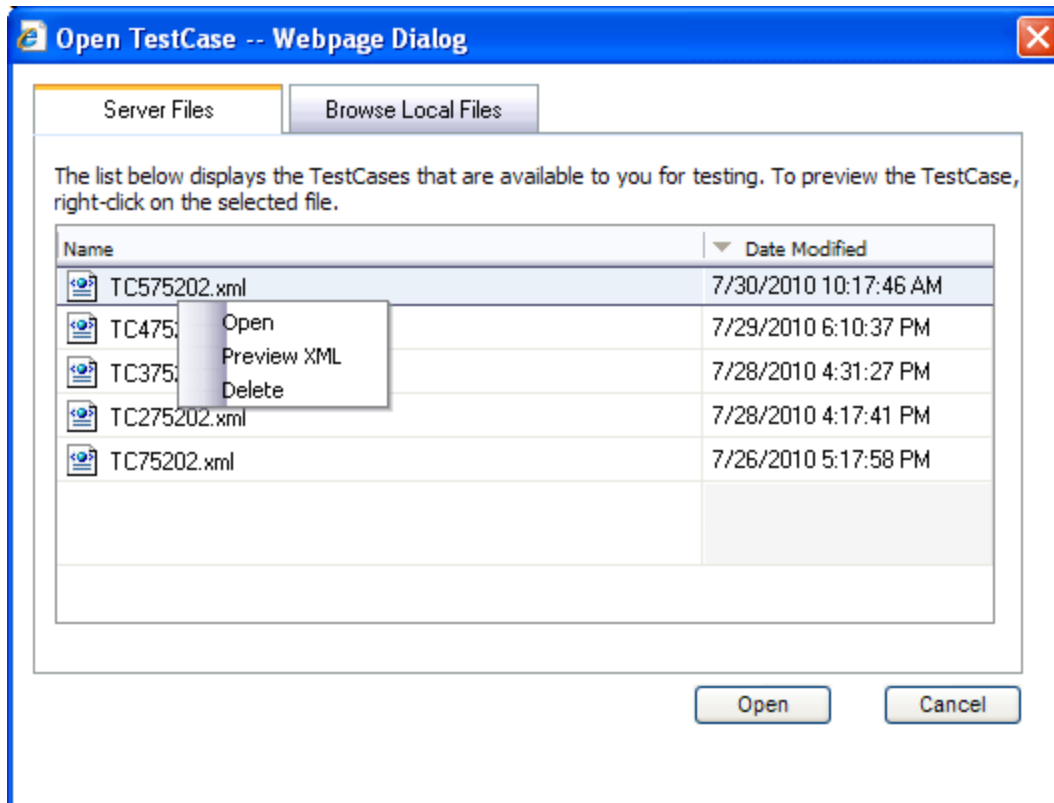 Open TestCase -- Webpage Dialog
Server Files
Browse Local Files
The list below displays the TestCases that are available to you for testing. To preview the TestCase,
right-click on the selected file.
Name
Date Modified
TC575202.xml
7/30/2010 10:17:46 AM
Open
TC475
7/29/2010 6:10:37 PM
Preview XML
TC375
7/28/2010 4:31:27 PM
Delete
TC275202.xml
7/28/2010 4:17:41 PM
TC75202.xml
7/26/2010 5:17:58 PM
Open
Cancel